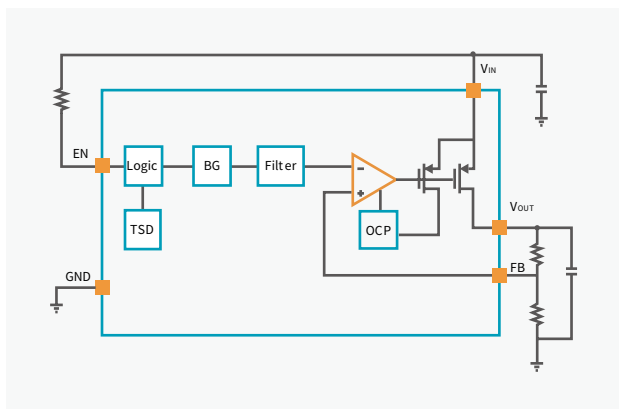 VIN
EN
Logic
BG
Filter
-
+
TSD
OCP
VOUT
FB
GND